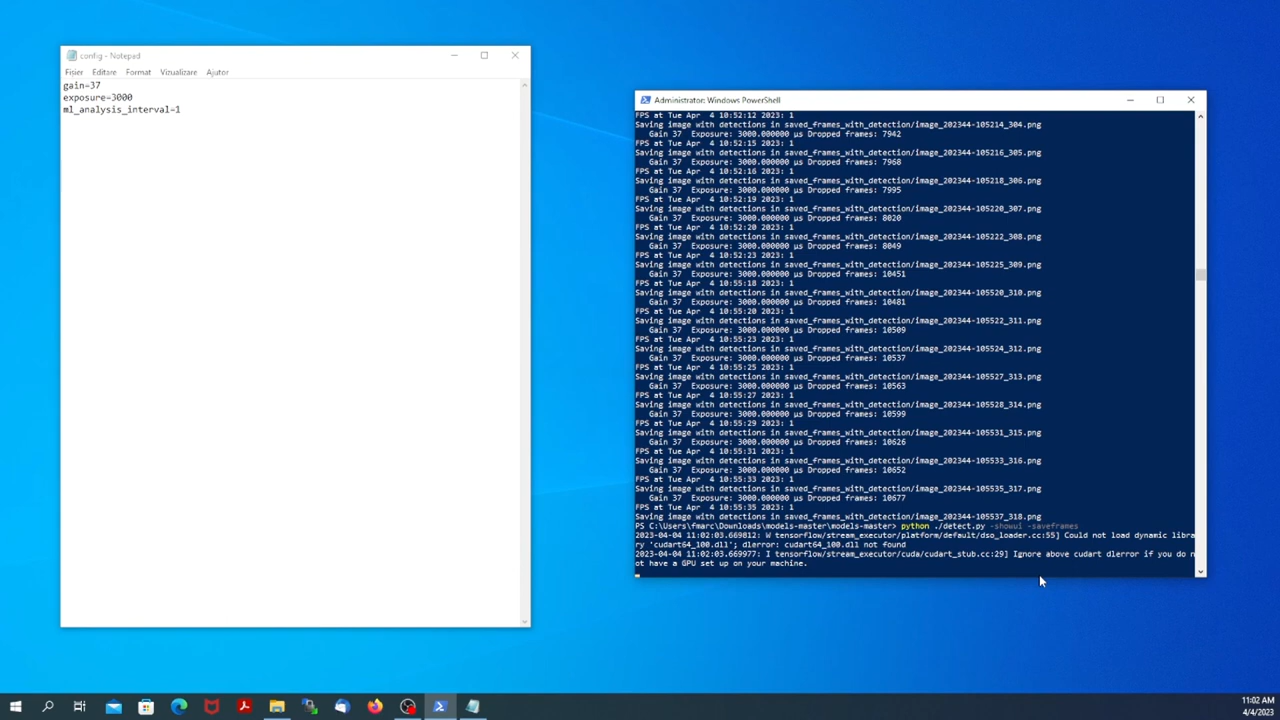 config - Notepad
Fișier Editare Format Vizualizare Ajutor
gain=37
exposure=3000
ml_analysis_interval=1
Administrator: Windows PowerShell
FPS at Tue Apr  4 10:52:12 2023: 1
Saving image with detections in saved_frames_with_detection/image_202344-105214_304.png
Gain 37  Exposure: 3000.000000 µs Dropped frames: 7942
FPS at Tue Apr  4 10:52:15 2023: 1
Saving image with detections in saved_frames_with_detection/image_202344-105216_305.png
Gain 37  Exposure: 3000.000000 µs Dropped frames: 7968
FPS at Tue Apr  4 10:52:16 2023: 1
Saving image with detections in saved_frames_with_detection/image_202344-105218_306.png
Gain 37  Exposure: 3000.000000 µs Dropped frames: 7995
FPS at Tue Apr  4 10:52:19 2023: 1
Saving image with detections in saved_frames_with_detection/image_202344-105220_307.png
Gain 37  Exposure: 3000.000000 µs Dropped frames: 8020
FPS at Tue Apr  4 10:52:20 2023: 1
Saving image with detections in saved_frames_with_detection/image_202344-105222_308.png
Gain 37  Exposure: 3000.000000 µs Dropped frames: 8049
FPS at Tue Apr  4 10:52:23 2023: 1
Saving image with detections in saved_frames_with_detection/image_202344-105225_309.png
Gain 37  Exposure: 3000.000000 µs Dropped frames: 10451
FPS at Tue Apr  4 10:55:18 2023: 1
Saving image with detections in saved_frames_with_detection/image_202344-105520_310.png
Gain 37  Exposure: 3000.000000 µs Dropped frames: 10481
FPS at Tue Apr  4 10:55:20 2023: 1
Saving image with detections in saved_frames_with_detection/image_202344-105522_311.png
Gain 37  Exposure: 3000.000000 µs Dropped frames: 10509
FPS at Tue Apr  4 10:55:23 2023: 1
Saving image with detections in saved_frames_with_detection/image_202344-105524_312.png
Gain 37  Exposure: 3000.000000 µs Dropped frames: 10537
FPS at Tue Apr  4 10:55:25 2023: 1
Saving image with detections in saved_frames_with_detection/image_202344-105527_313.png
Gain 37  Exposure: 3000.000000 µs Dropped frames: 10563
FPS at Tue Apr  4 10:55:27 2023: 1
Saving image with detections in saved_frames_with_detection/image_202344-105528_314.png
Gain 37  Exposure: 3000.000000 µs Dropped frames: 10599
FPS at Tue Apr  4 10:55:29 2023: 1
Saving image with detections in saved_frames_with_detection/image_202344-105531_315.png
Gain 37  Exposure: 3000.000000 µs Dropped frames: 10626
FPS at Tue Apr  4 10:55:31 2023: 1
Saving image with detections in saved_frames_with_detection/image_202344-105533_316.png
Gain 37  Exposure: 3000.000000 µs Dropped frames: 10652
FPS at Tue Apr  4 10:55:33 2023: 1
Saving image with detections in saved_frames_with_detection/image_202344-105535_317.png
Gain 37  Exposure: 3000.000000 µs Dropped frames: 10677
FPS at Tue Apr  4 10:55:35 2023: 1
Saving image with detections in saved_frames_with_detection/image_202344-105537_318.png
PS C:\Users\fmarc\Downloads\models-master\models-master> python ./detect.py -showui -saveframes
2023-04-04 11:02:03.669812: W tensorflow/stream_executor/platform/default/dso_loader.cc:55] Could not load dynamic libra
ry 'cudart64_100.dll'; dlerror: cudart64_100.dll not found
2023-04-04 11:02:03.669977: I tensorflow/stream_executor/cuda/cudart_stub.cc:29] Ignore above cudart dlerror if you do n
ot have a GPU set up on your machine.
11:02 AM
4/4/2023